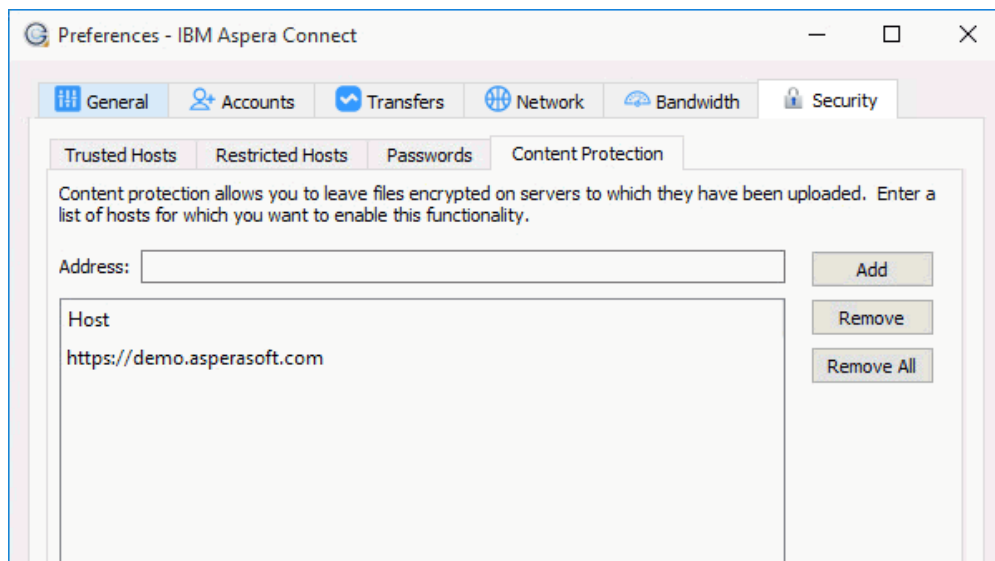 Preferences - IBM Aspera Connect
General Accounts Transfers Network Bandwidth Security
Trusted Hosts Restricted Hosts Passwords Content Protection
Content protection allows you to leave files encrypted on servers to which they have been uploaded.  Enter a
list of hosts for which you want to enable this functionality.
Address: Add
Host Remove
https://demo.asperasoft.com Remove All